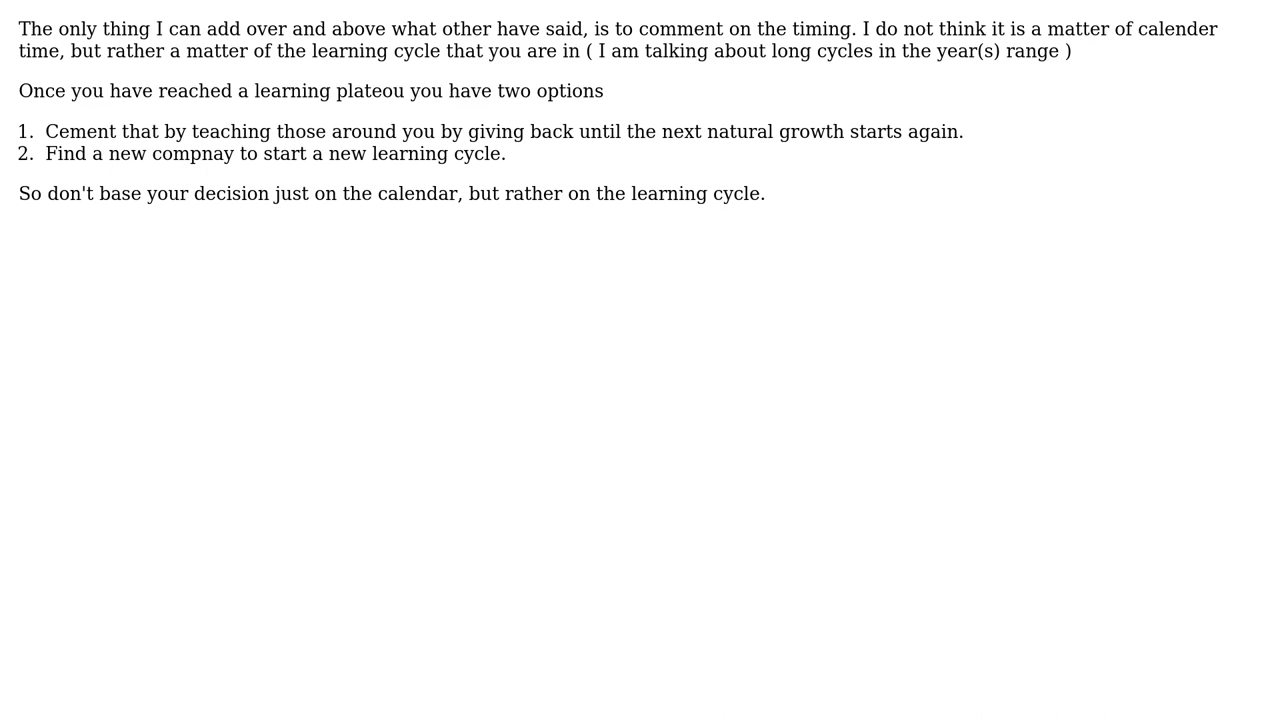 The only thing I can add over and above what other have said, is to comment on the timing. I do not think it is a matter of calender
time, but rather a matter of the learning cycle that you are in ( I am talking about long cycles in the year(s) range )
Once you have reached a learning plateou you have two options
1. Cement that by teaching those around you by giving back until the next natural growth starts again.
2. Find a new compnay to start a new learning cycle.
So don't base your decision just on the calendar, but rather on the learning cycle.